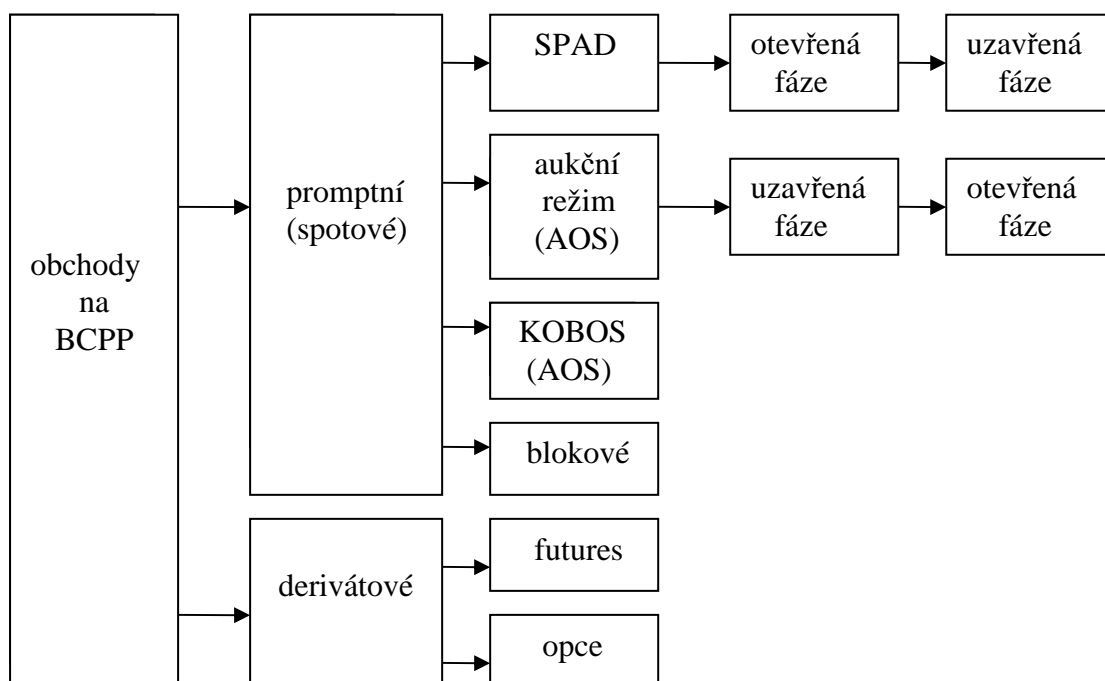 obchody
na
BCPP
promptní
(spotové)
SPAD
otevřená
fáze
uzavřená
fáze
aukční
režim
(AOS)
uzavřená
fáze
otevřená
fáze
KOBOS
(AOS)
blokové
derivátové
futures
opce